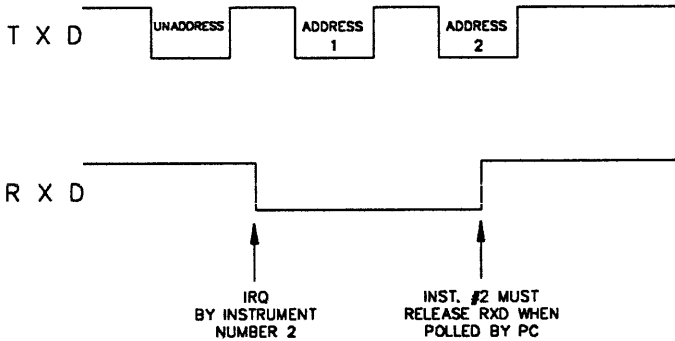 T X D
UNADDRESS
ADDRESS
1
ADDRESS
2
R X D
IRQ
BY INSTRUMENT
NUMBER 2
INST. #2 MUST
RELEASE RXD WHEN
POLLED BY PC